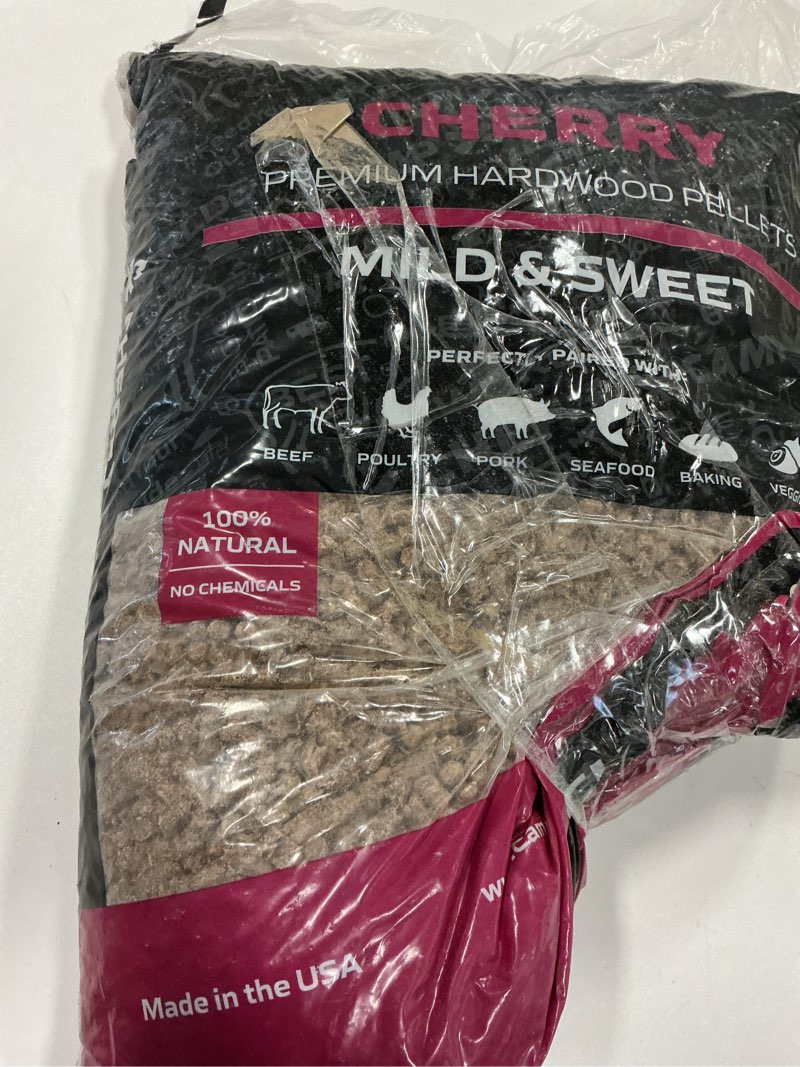 CHERRY
PREMIUM HARDWOOD PELLETS
MILD & SWEET
PERFECTLY PAIRED WITH
BEEF POULTRY PORK SEAFOOD BAKING
100%
NATURAL
NO CHEMICALS
Made in the USA